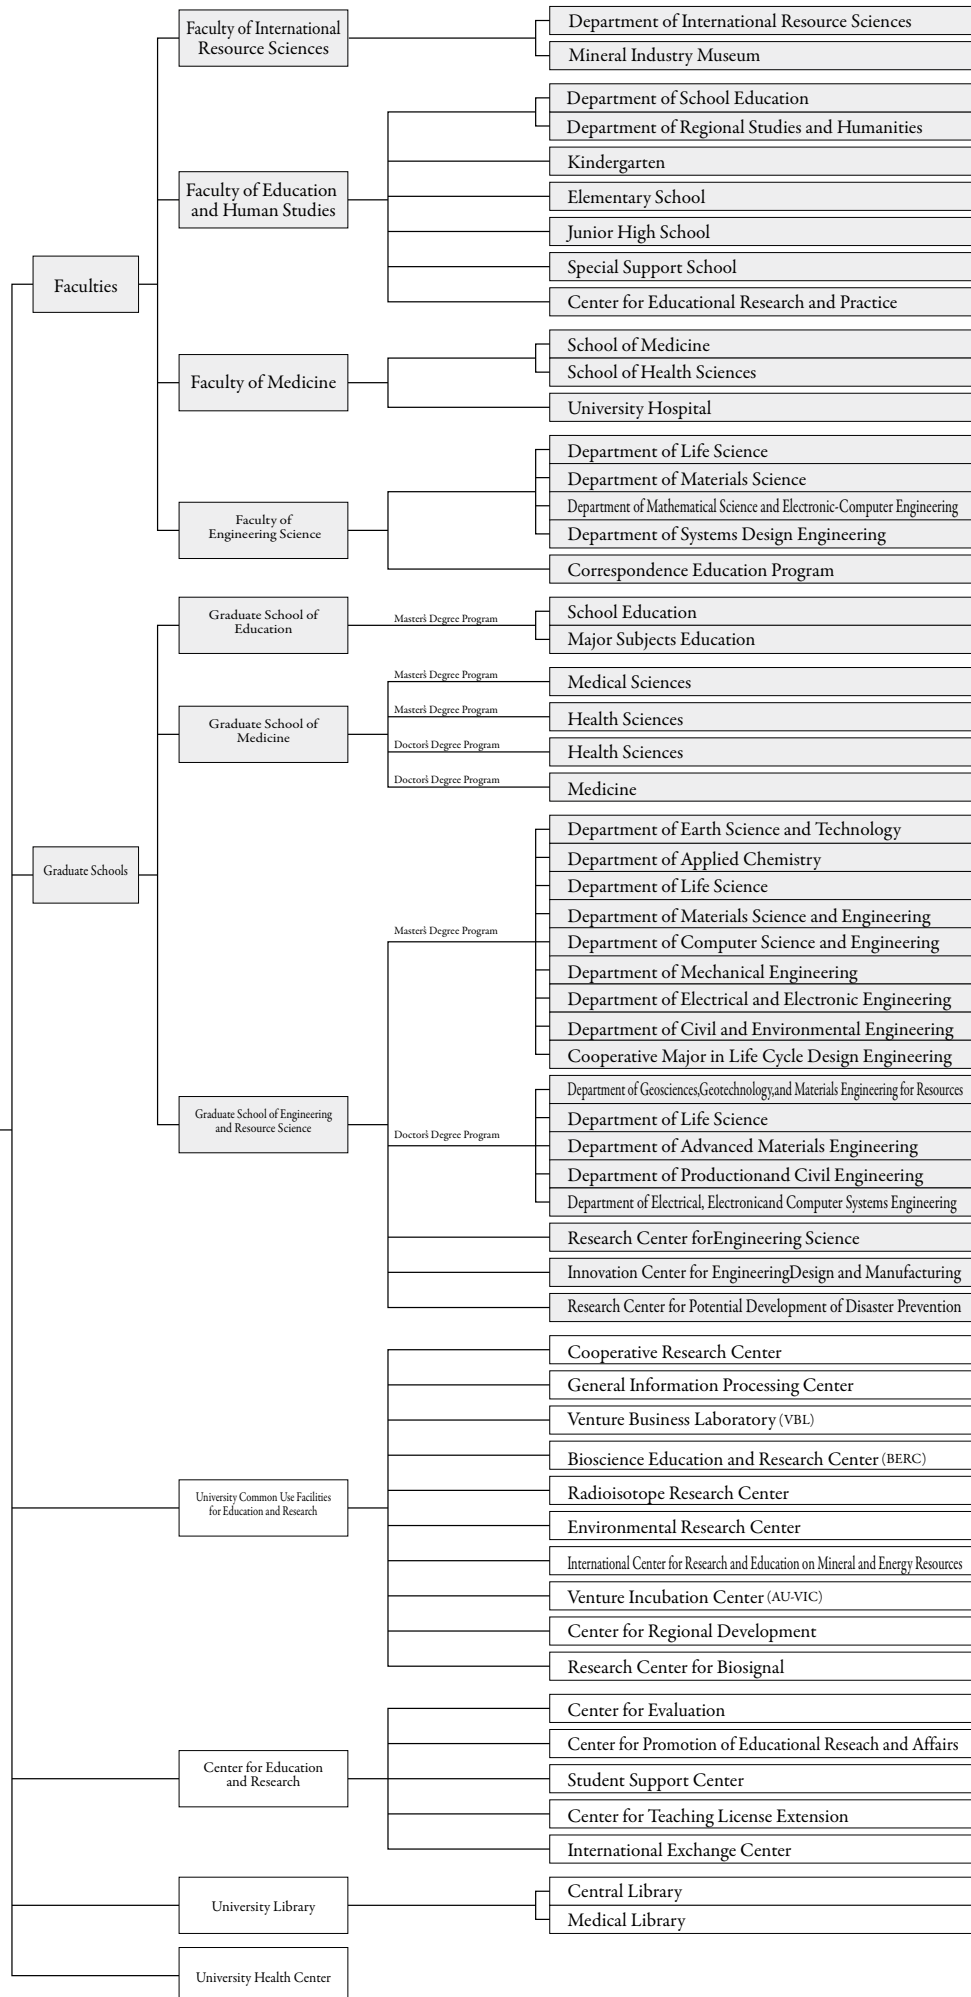 Faculty of International
Resource Sciences
Department of International Resource Sciences
Mineral Industry Museum
Department of School Education
Department of Regional Studies and Humanities
Kindergarten
Faculty of Education
and Human Studies
Elementary School
Junior High School
Special Support School
Center for Educational Research and Practice
Faculties
School of Medicine
School of Health Sciences
Faculty of Medicine
University Hospital
Department of Life Science
Department of Materials Science
Department of Mathematical Science and Electronic-Computer Engineering
Department of Systems Design Engineering
Faculty of
Engineering Science
Correspondence Education Program
Graduate School of
Education
Master's Degree Program
School Education
Major Subjects Education
Master's Degree Program
Medical Sciences
Graduate School of
Medicine
Master's Degree Program
Health Sciences
Doctor's Degree Program
Health Sciences
Doctor's Degree Program
Medicine
Graduate Schools
Department of Earth Science and Technology
Department of Applied Chemistry
Department of Life Science
Department of Materials Science and Engineering
Master's Degree Program
Department of Computer Science and Engineering
Department of Mechanical Engineering
Department of Electrical and Electronic Engineering
Department of Civil and Environmental Engineering
Cooperative Major in Life Cycle Design Engineering
Graduate School of Engineering
and Resource Science
Department of Geosciences,Geotechnology,and Materials Engineering for Resources
Department of Life Science
Doctor's Degree Program
Department of Advanced Materials Engineering
Department of Productionand Civil Engineering
Department of Electrical, Electronicand Computer Systems Engineering
Research Center forEngineering Science
Innovation Center for EngineeringDesign and Manufacturing
Research Center for Potential Development of Disaster Prevention
Cooperative Research Center
General Information Processing Center
Venture Business Laboratory (VBL)
Bioscience Education and Research Center (BERC)
University Common Use Facilities
for Education and Research
Radioisotope Research Center
Environmental Research Center
International Center for Research and Education on Mineral and Energy Resources
Venture Incubation Center (AU-VIC)
Center for Regional Development
Research Center for Biosignal
Center for Evaluation
Center for Promotion of Educational Reseach and Affairs
Center for Education
and Research
Student Support Center
Center for Teaching License Extension
International Exchange Center
University Library
Central Library
Medical Library
University Health Center